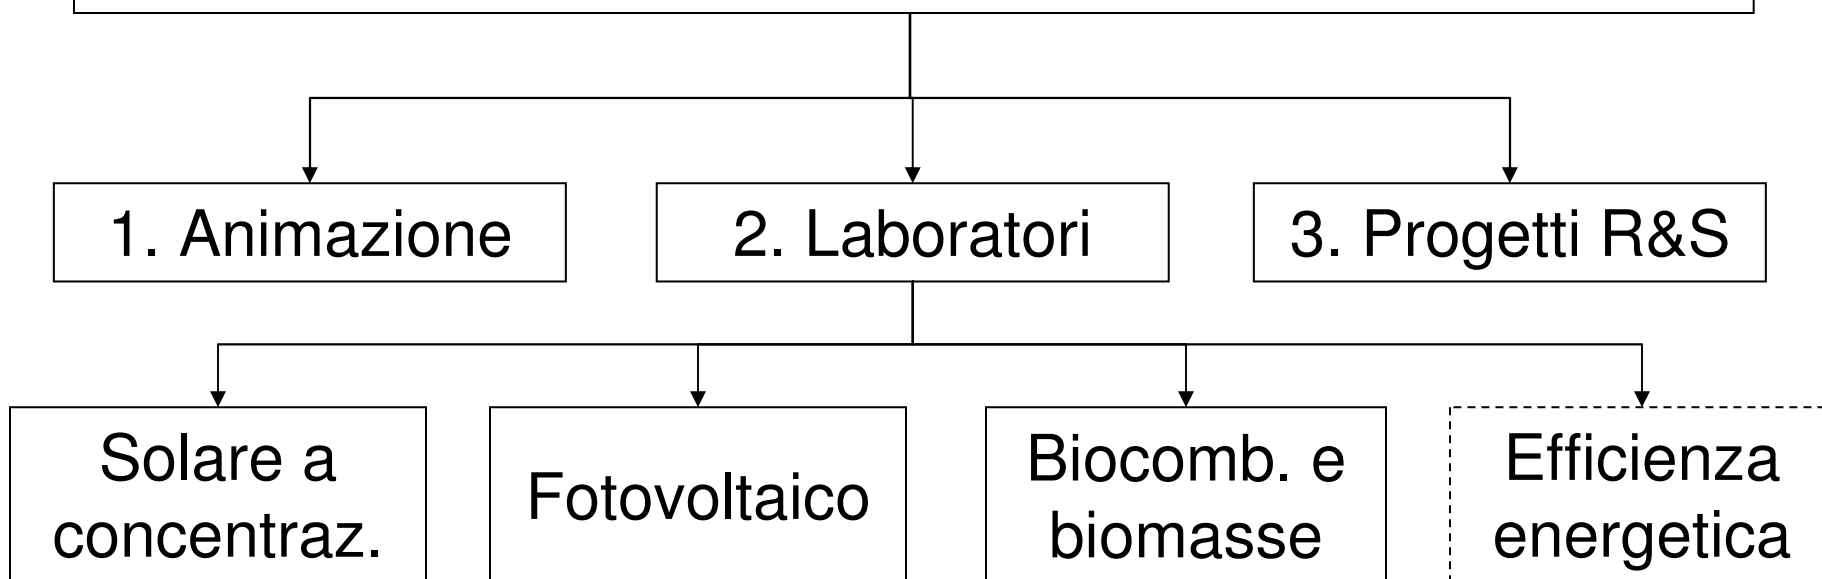 1. Animazione
2. Laboratori
3. Progetti R&S
Solare a
concentraz.
Fotovoltaico
Biocomb. e
biomasse
Efficienza
energetica